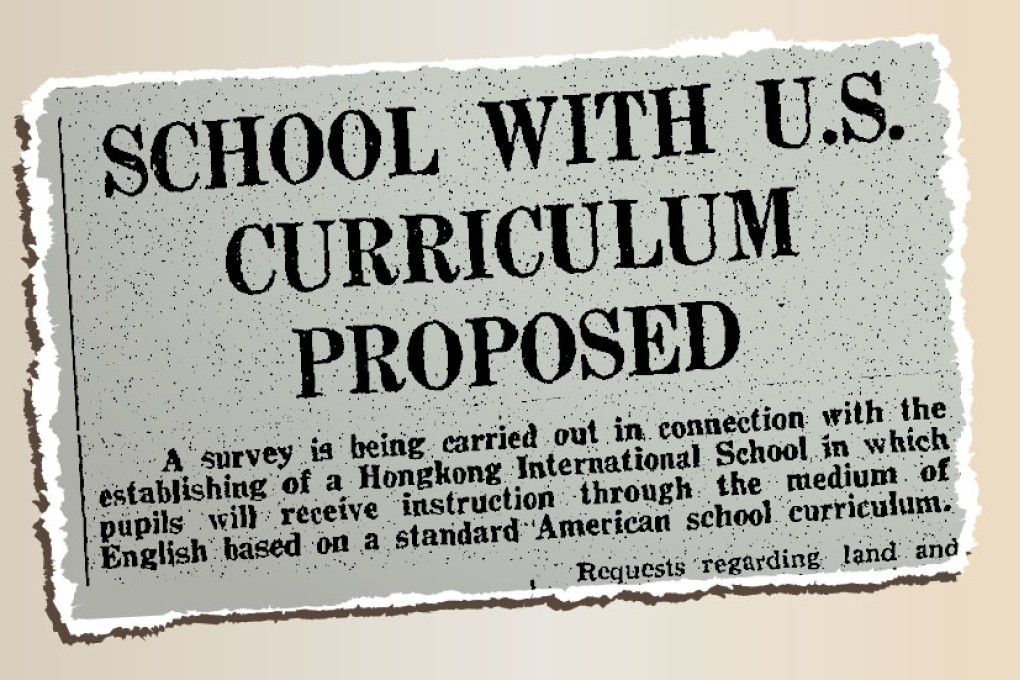 SCHOOL WITH U.S.
CURRICULUM
PROPOSED
A survey is being carried out in connection with the
establishing of a Hongkong International School in which
pupils will receive instruction through the medium of
English based on a standard American school curriculum.
Requests regarding land and